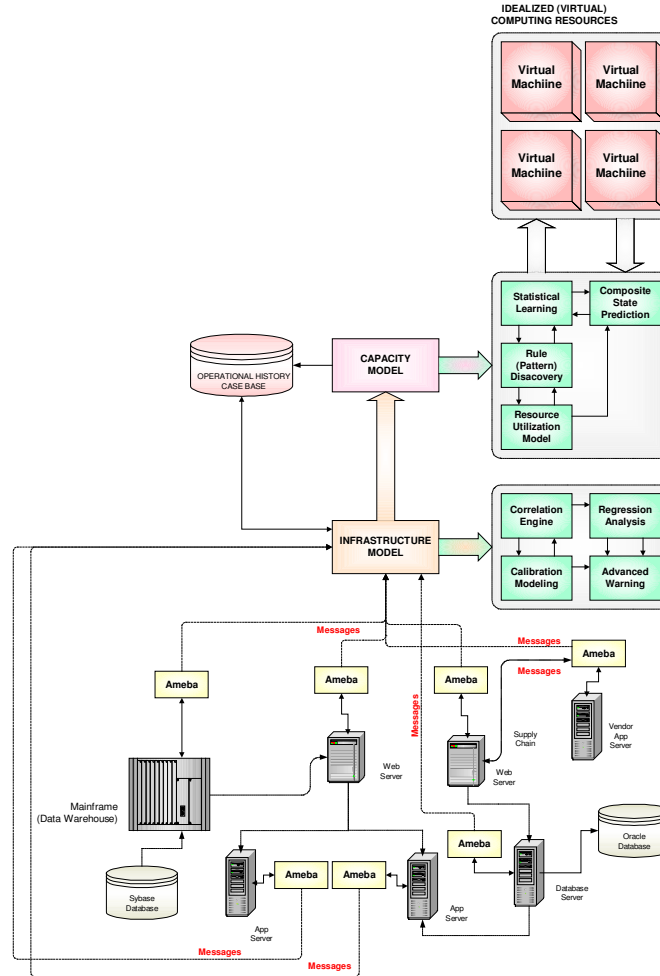 IDEALIZED (VIRTUAL)
COMPUTING RESOURCES
Virtual
Machiine
Virtual
Machiine
Virtual
Machiine
Virtual
Machiine
Statistical
Learning
Composite
State
Prediction
Rule
(Pattern)
Disacovery
Resource
Utilization
Model
OPERATIONAL HISTORY
CASE BASE
CAPACITY
MODEL
INFRASTRUCTURE
MODEL
Correlation
Engine
Regression
Analysis
Calibration
Modeling
Advanced
Warning
Messages
Messages
Messages
Messages
Ameba
Ameba
Ameba
Ameba
Vendor
App
Server
Supply
Chain
Web
Server
Web
Server
Mainframe
(Data Warehouse)
Sybase
Database
Oracle
Database
Ameba
Ameba
Ameba
Database
Server
App
Server
App
Server
Messages
Messages